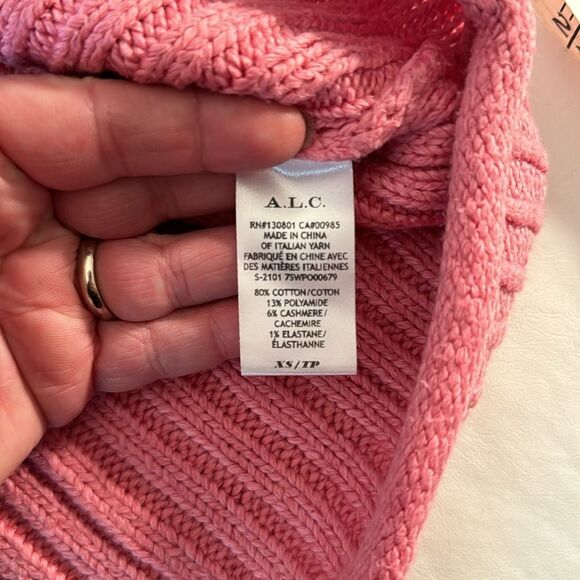 A.L.C.
RN#130801 CA#00985
MADE IN CHINA
OF ITALIAN YARN
FABRIQUÉ EN CHINE AVEC
DES MATIÈRES ITALIENNES
S-2101 7SWPO00679
80% COTTON/COTON
13% POLYAMIDE
6% CASHMERE/
CACHEMIRE
1% ELASTANE/
ÉLASTHANNE
XS/TP